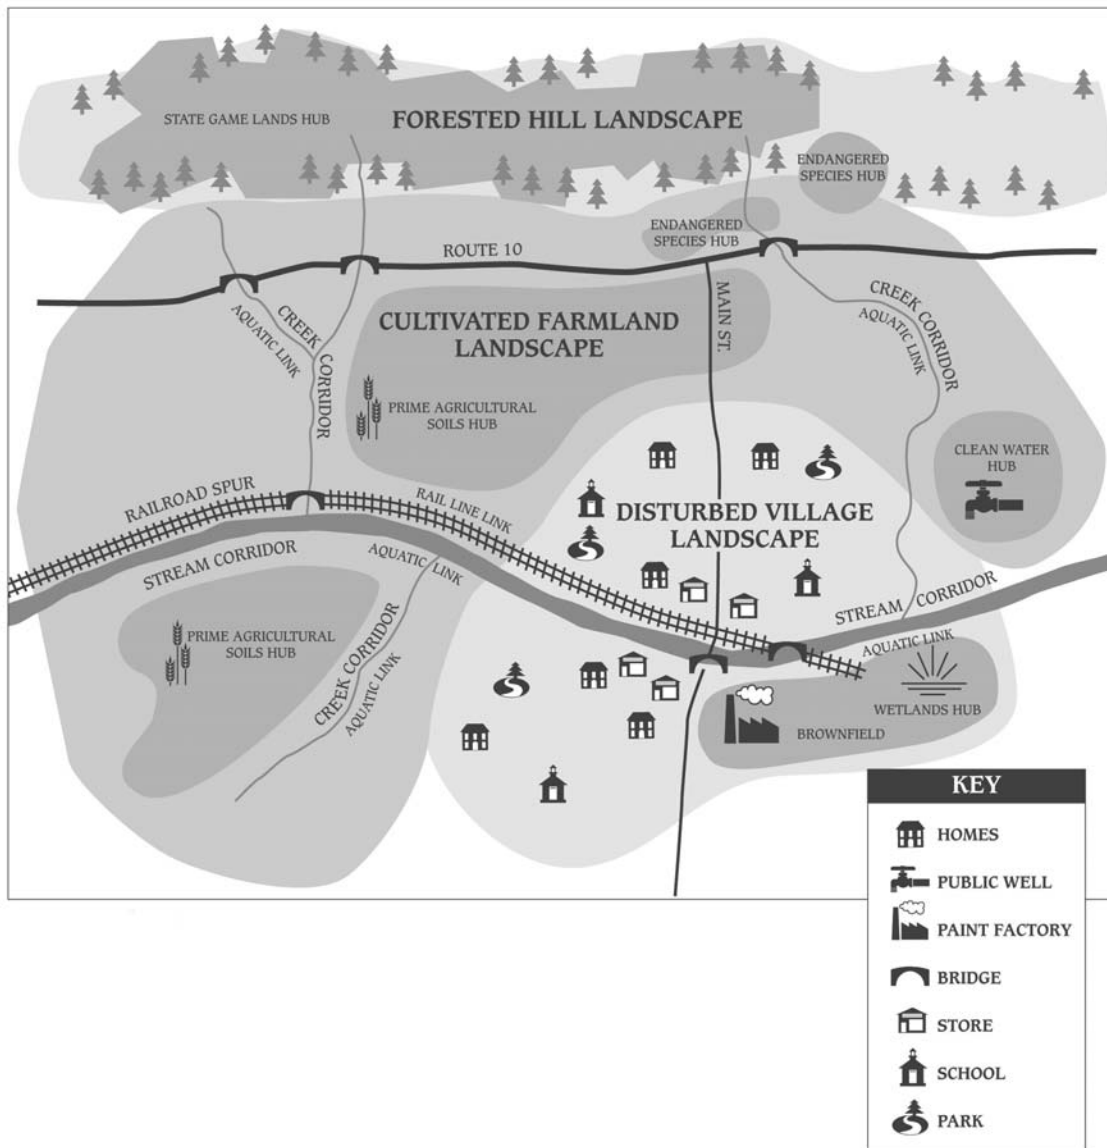 STATE GAME LANDS HUB
FORESTED HILL LANDSCAPE
ENDANGERED
SPECIES HUB
ENDANGERED
SPECIES HUB
ROUTE 10
MAIN ST.
CREEK CORRIDOR
AQUATIC LINK
CREEK CORRIDOR
AQUATIC LINK
CULTIVATED FARMLAND
LANDSCAPE
PRIME AGRICULTURAL
SOILS HUB
CLEAN WATER
HUB
RAILROAD SPUR
RAIL LINE LINK
DISTURBED VILLAGE
LANDSCAPE
STREAM CORRIDOR
AQUATIC LINK
STREAM CORRIDOR
AQUATIC LINK
PRIME AGRICULTURAL
SOILS HUB
CREEK CORRIDOR
AQUATIC LINK
WETLANDS HUB
BROWNFIELD
KEY
HOMES
PUBLIC WELL
PAINT FACTORY
BRIDGE
STORE
SCHOOL
PARK